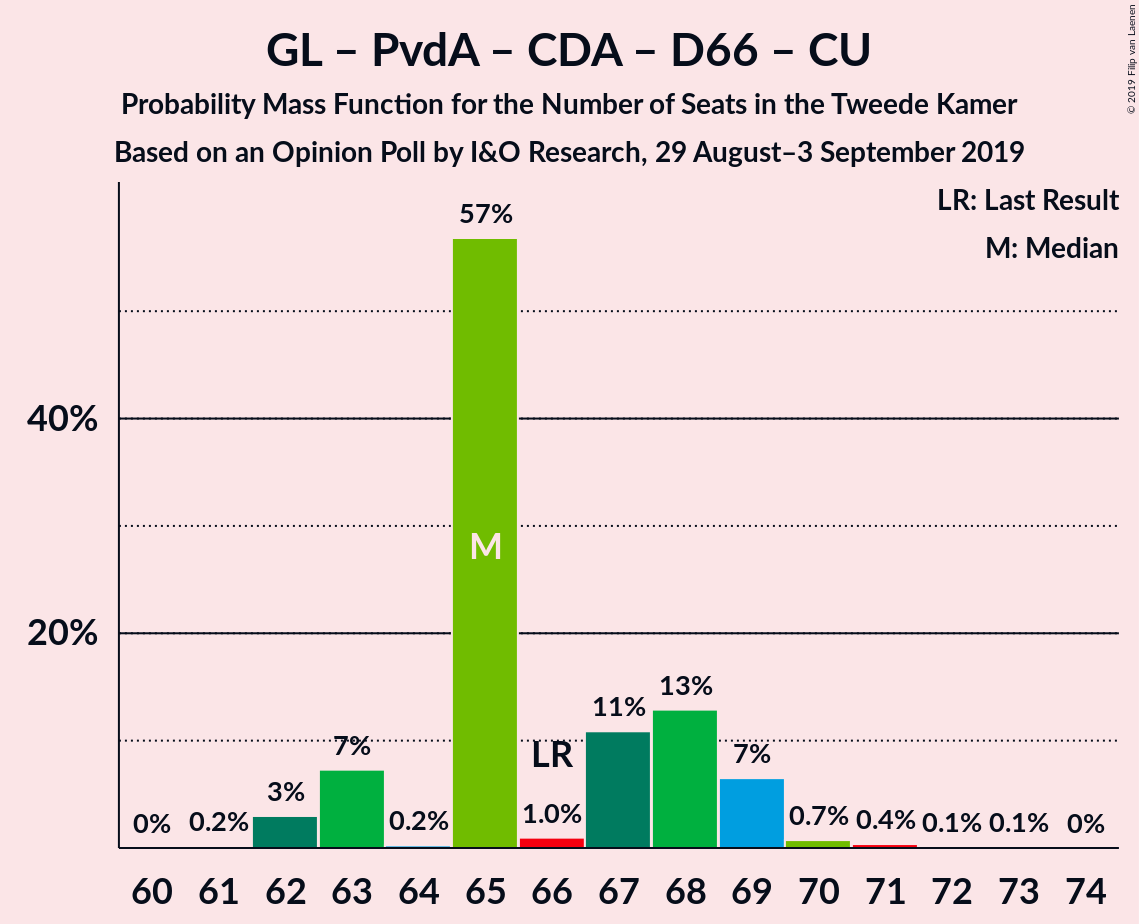 GL – PvdA – CDA – D66 – CU
Probability Mass Function for the Number of Seats in the Tweede Kamer
Based on an Opinion Poll by I&O Research, 29 August–3 September 2019
© 2019 Filip van Laenen
LR: Last Result
M: Median
57%
40%
M
20%
13%
11%
7%
LR
7%
3%
1.0%
0.7%
0.4%
0% 0.2% 0.2% 0.1% 0.1% 0%
60 61 62 63 64 65 66 67 68 69 70 71 72 73 74